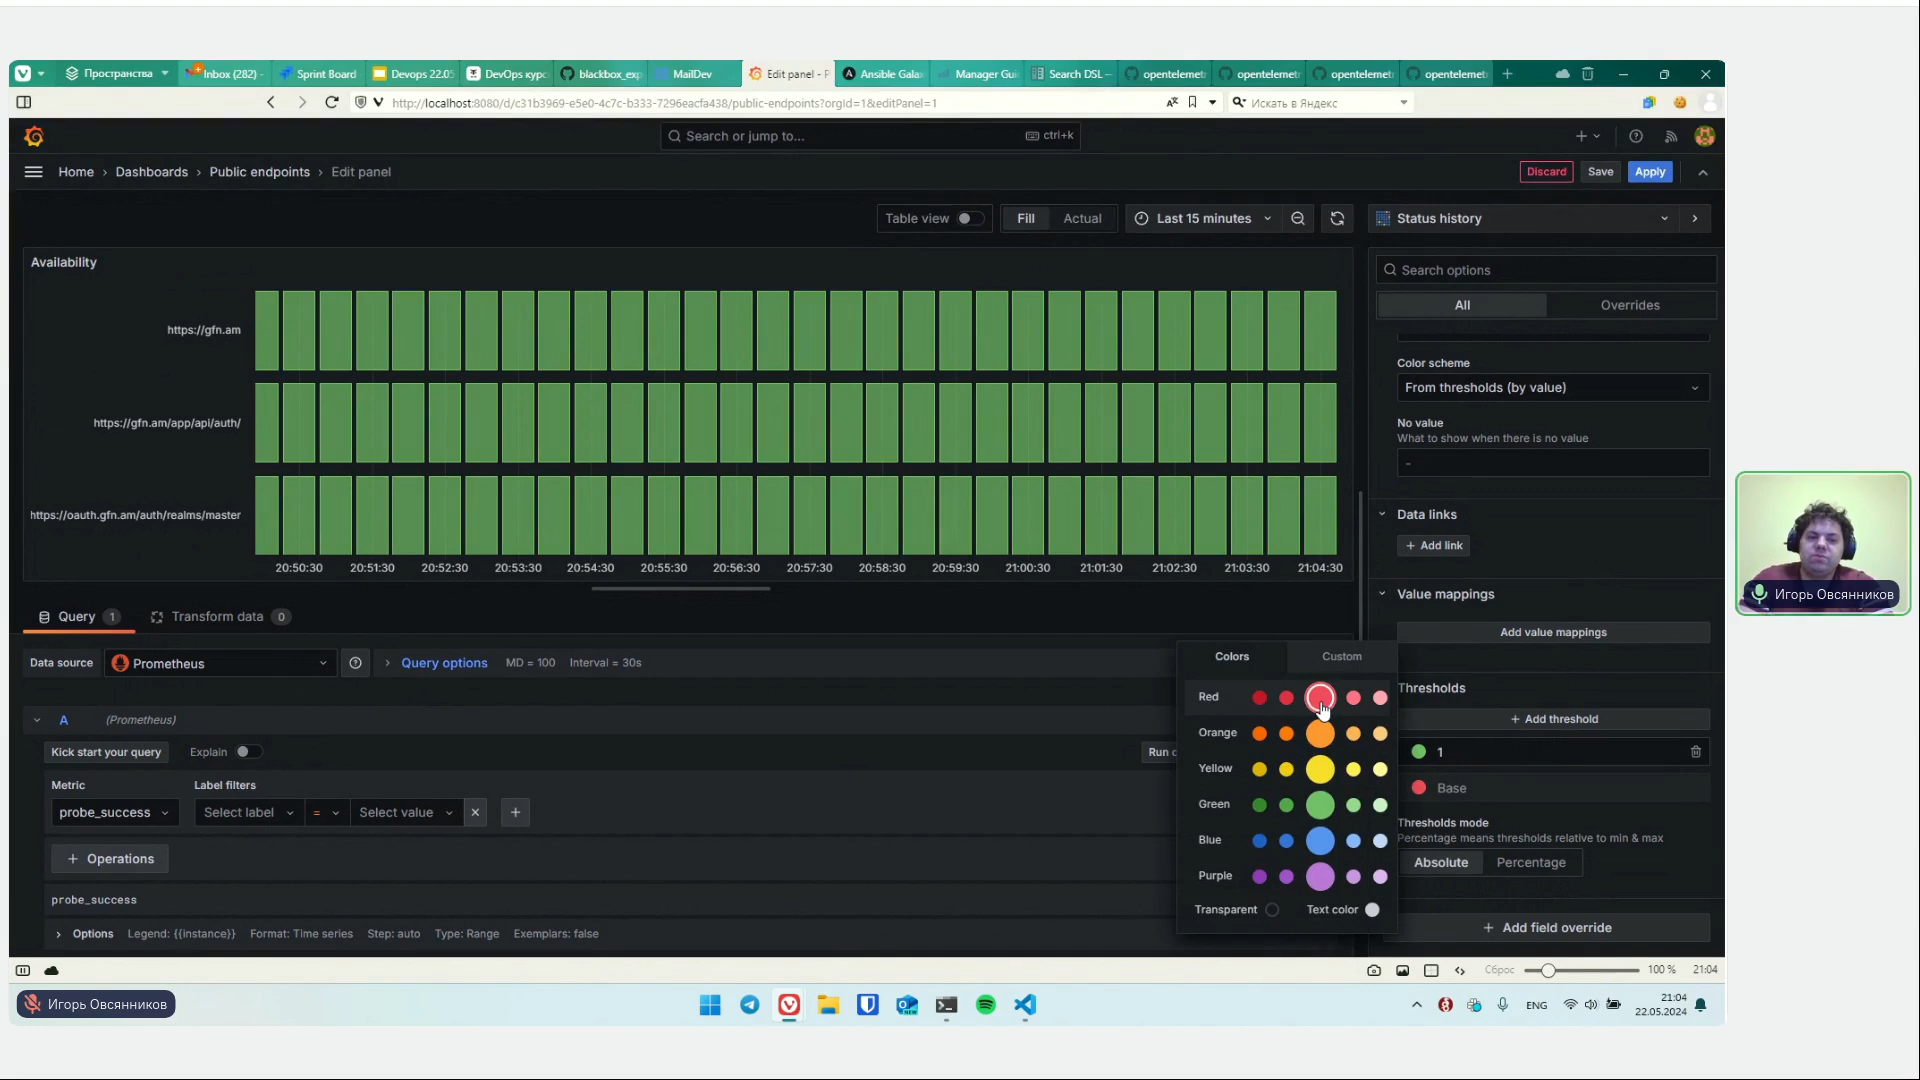 Пространства
Inbox (282) -
Sprint Board
Devops 22.05
DevOps курс
blackbox_exp
MailDev
Edit panel - P
Ansible Gala
Manager Gui
Search DSL –
opentelemetr
opentelemetr
opentelemetr
opentelemetr
http://localhost:8080/d/c31b3969-e5e0-4c7c-b333-7296eacfa438/public-endpoints?orgId=1&editPanel=1
Искать в Яндекс
Search or jump to...
ctrl+k
Home › Dashboards › Public endpoints › Edit panel
Discard
Save
Apply
Table view
Fill
Actual
Last 15 minutes
Status history
Availability
https://gfn.am
https://gfn.am/app/api/auth/
https://oauth.gfn.am/auth/realms/master
20:50:30 20:51:30 20:52:30 20:53:30 20:54:30 20:55:30 20:56:30 20:57:30 20:58:30 20:59:30 21:00:30 21:01:30 21:02:30 21:03:30 21:04:30
Search options
All
Overrides
Color scheme
From thresholds (by value)
No value
What to show when there is no value
-
Data links
+ Add link
Value mappings
Add value mappings
Thresholds
+ Add threshold
1
Base
Thresholds mode
Percentage means thresholds relative to min & max
Absolute
Percentage
+ Add field override
Query 1
Transform data 0
Data source
Prometheus
Query options
MD = 100
Interval = 30s
A
(Prometheus)
Kick start your query
Explain
Run q
Metric
Label filters
probe_success
Select label
=
Select value
+ Operations
probe_success
Options
Legend: {{instance}}
Format: Time series
Step: auto
Type: Range
Exemplars: false
Colors
Custom
Red
Orange
Yellow
Green
Blue
Purple
Transparent
Text color
Игорь Овсянников
Сброс
100 %
21:04
Игорь Овсянников
ENG
21:04
22.05.2024